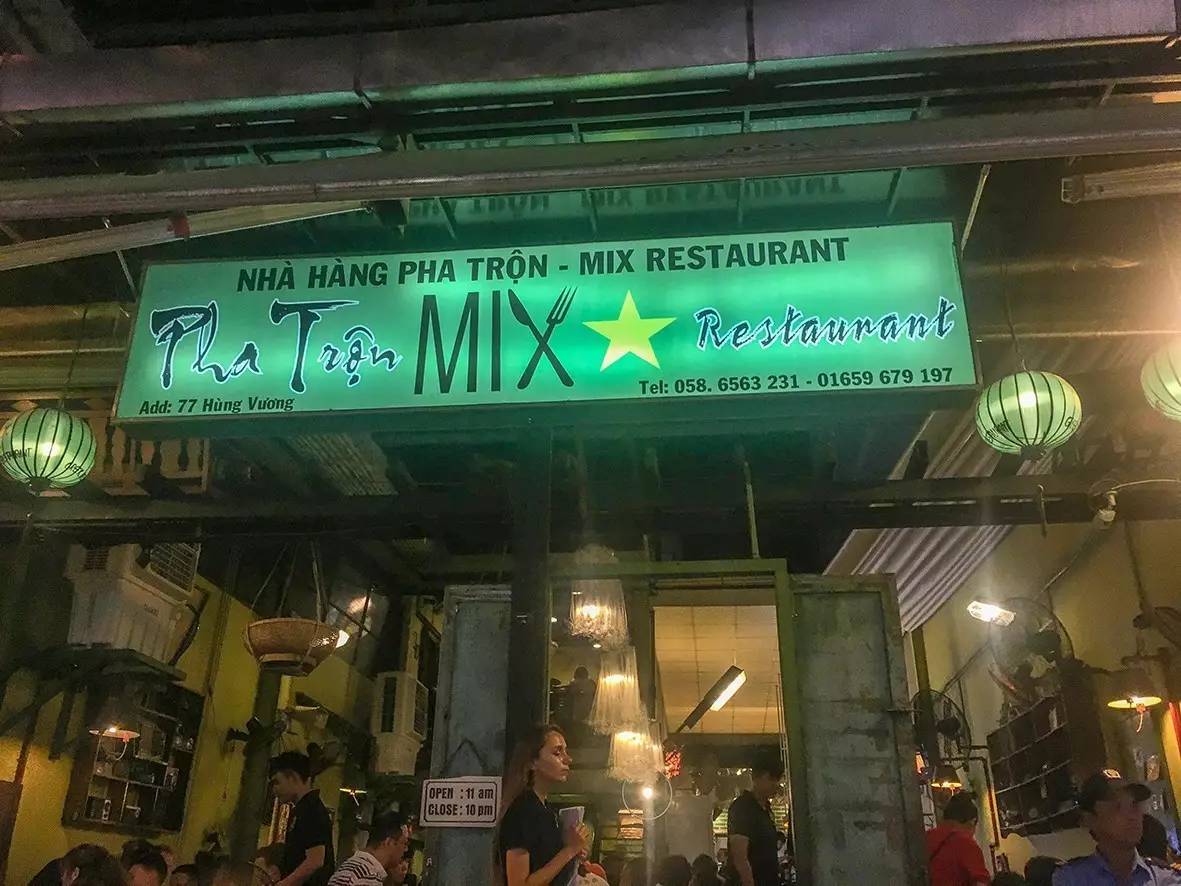 NHÀ HÀNG PHA TRỘN - MIX RESTAURANT
Pha Trộn MIX Restaurant
Add: 77 Hùng Vương
Tel: 058. 6563 231 - 01659 679 197
OPEN : 11 am
CLOSE : 10 pm